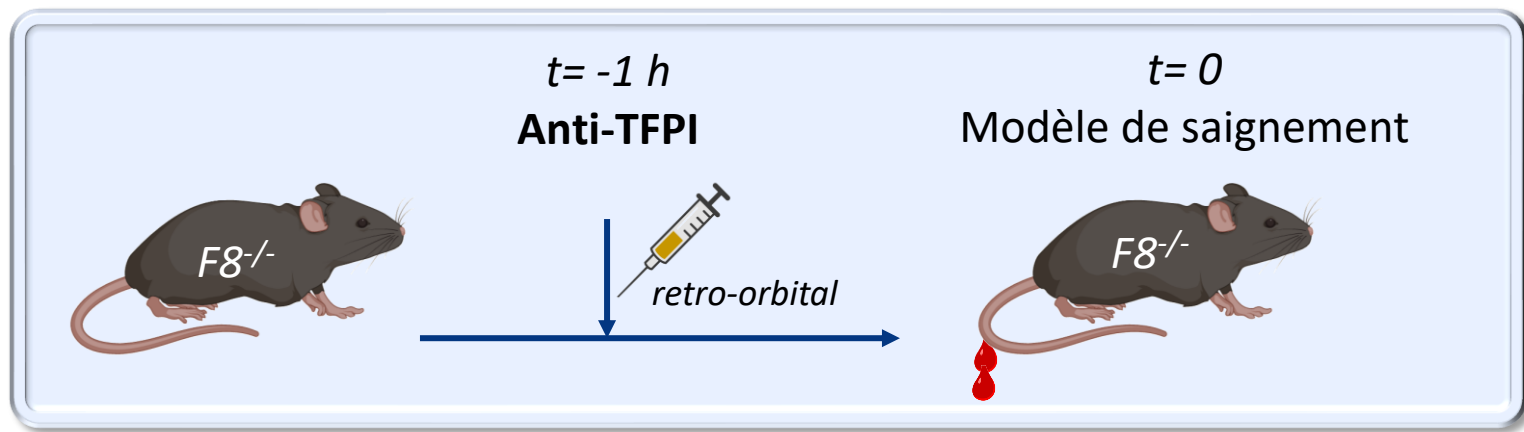 t= -1 h
Anti-TFPI
t= 0
Modèle de saignement
F8-/-
retro-orbital
F8-/-